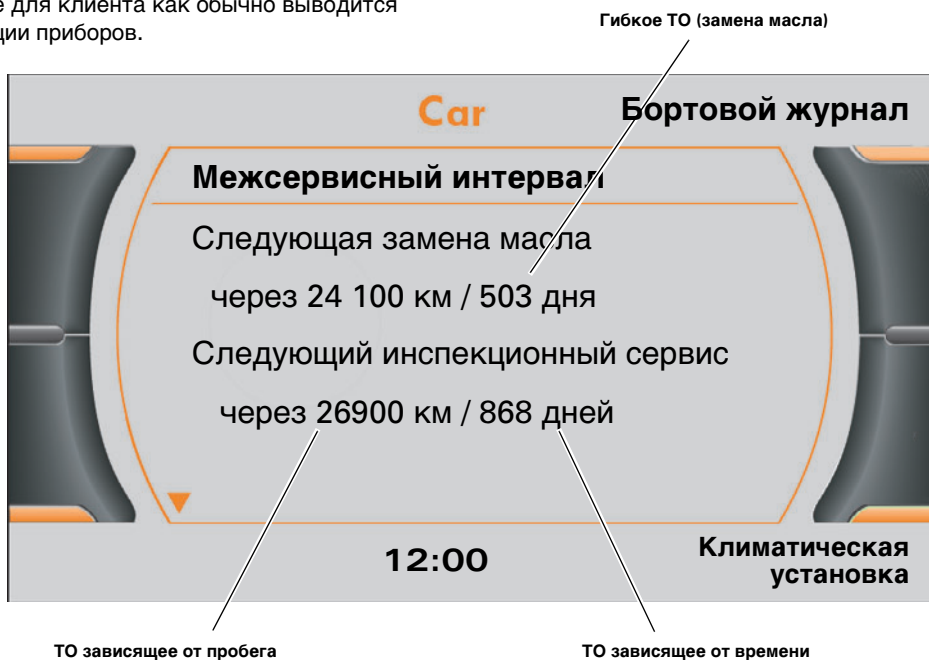 е для клиента как обычно выводится
ции приборов.
Гибкое ТО (замена масла)
Car
Бортовой журнал
Межсервисный интервал
Следующая замена масла
через 24 100 км / 503 дня
Следующий инспекционный сервис
через 26900 км / 868 дней
12:00
Климатическая
установка
ТО зависящее от пробега
ТО зависящее от времени